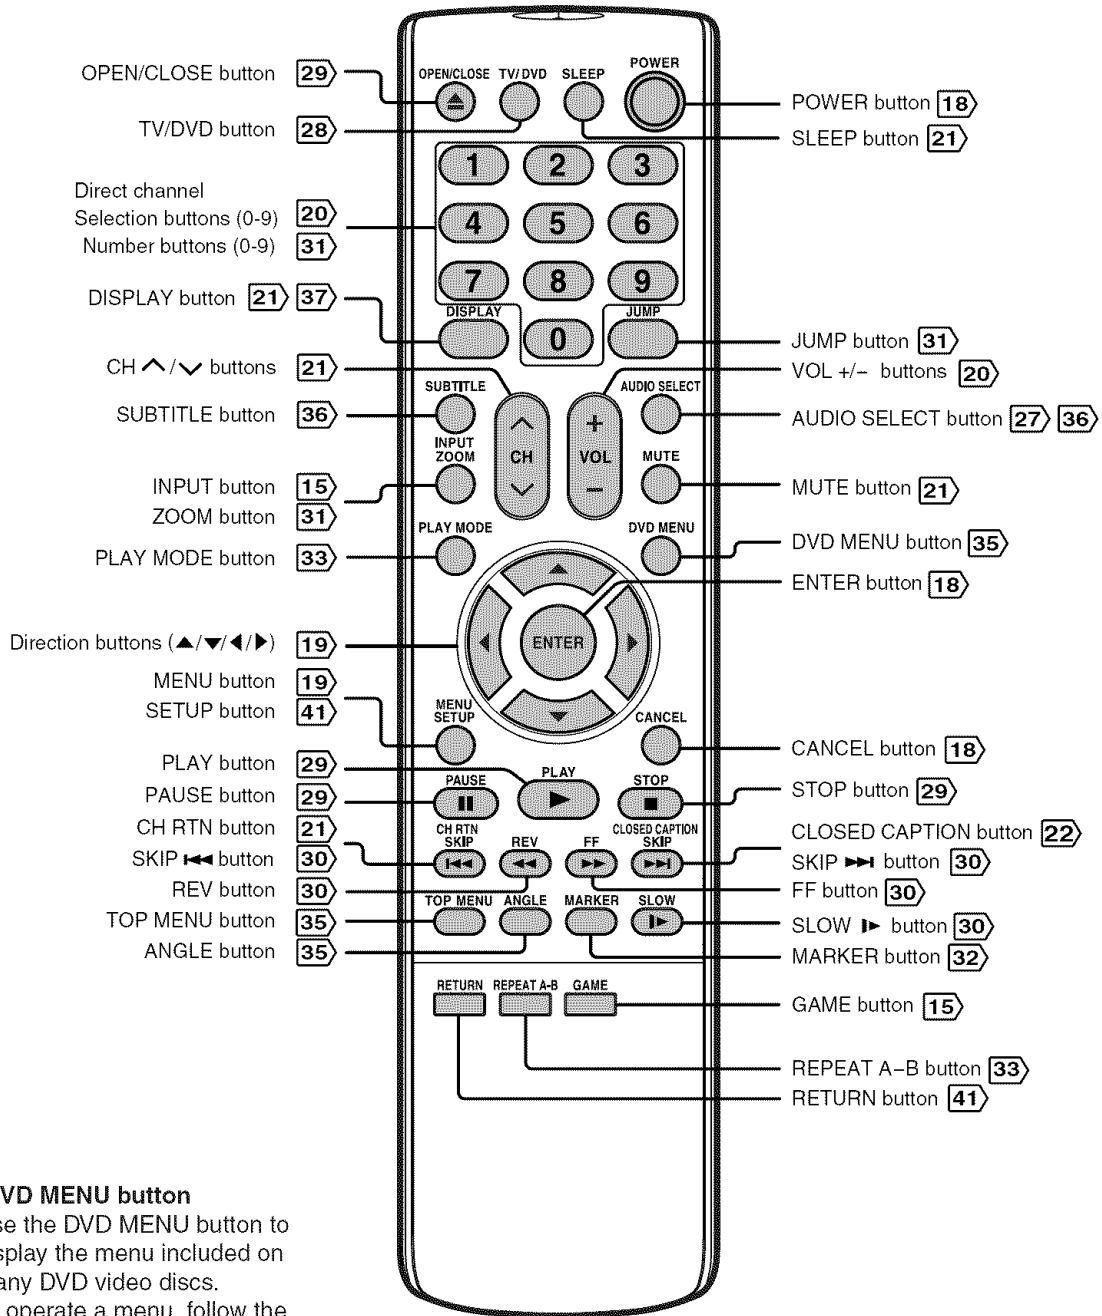 OPEN/CLOSE button 29
TV/DVD button 28
Direct channel
Selection buttons (0-9) 20
Number buttons (0-9) 31
DISPLAY button 21 37
CH ∧/∨ buttons 21
SUBTITLE button 36
INPUT button 15
ZOOM button 31
PLAY MODE button 33
Direction buttons (▲/▼/◀/▶) 19
MENU button 19
SETUP button 41
PLAY button 29
PAUSE button 29
CH RTN button 21
SKIP ⏮ button 30
REV button 30
TOP MENU button 35
ANGLE button 35
OPEN/CLOSE TV/DVD SLEEP POWER
1 2 3
4 5 6
7 8 9
DISPLAY 0 JUMP
SUBTITLE AUDIO SELECT
INPUT
ZOOM CH + VOL − MUTE
PLAY MODE DVD MENU
ENTER
MENU
SETUP CANCEL
PAUSE PLAY STOP
CH RTN CLOSED CAPTION
SKIP REV FF SKIP
TOP MENU ANGLE MARKER SLOW
RETURN REPEAT A-B GAME
POWER button 18
SLEEP button 21
JUMP button 31
VOL +/− buttons 20
AUDIO SELECT button 27 36
MUTE button 21
DVD MENU button 35
ENTER button 18
CANCEL button 18
STOP button 29
CLOSED CAPTION button 22
SKIP ⏭ button 30
FF button 30
SLOW I▶ button 30
MARKER button 32
GAME button 15
REPEAT A–B button 33
RETURN button 41
VD MENU button
se the DVD MENU button to
splay the menu included on
any DVD video discs.
operate a menu, follow the